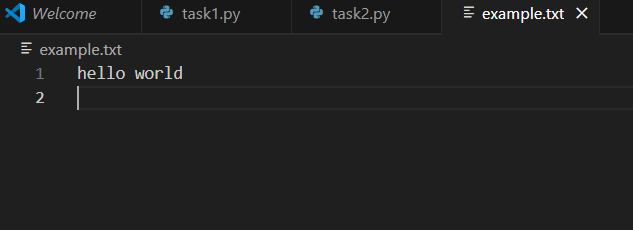 Welcome task1.py task2.py example.txt
example.txt
1 hello world
2